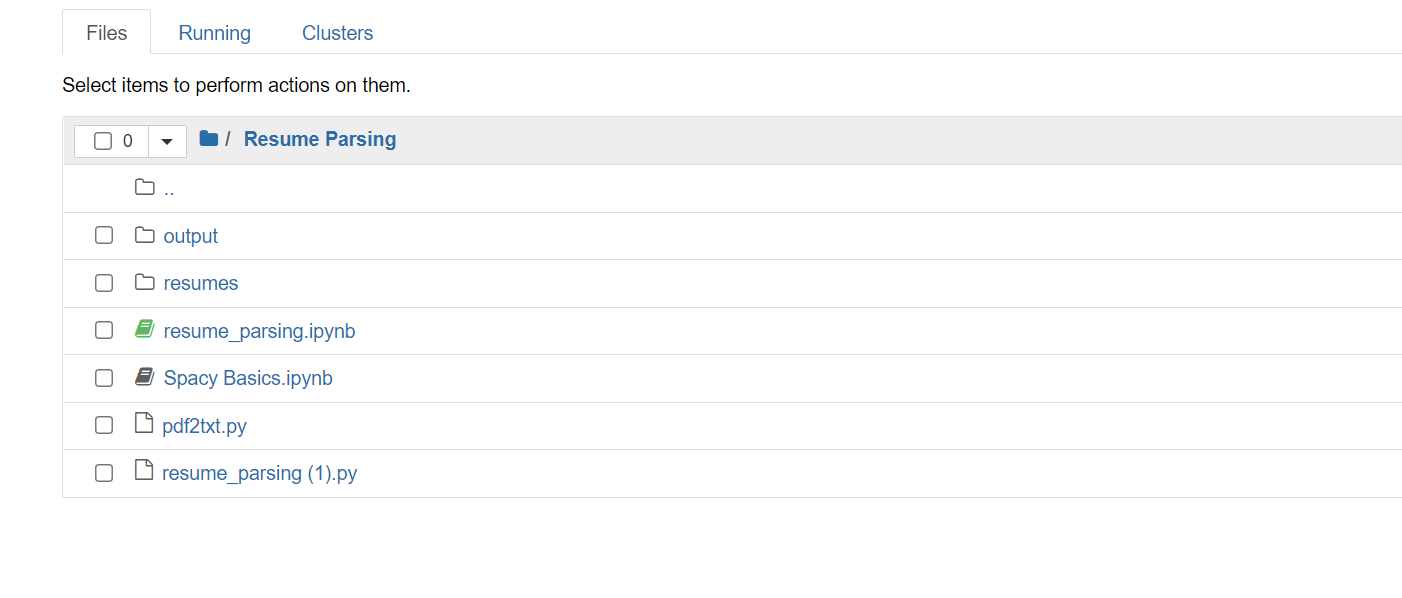 Files Running Clusters
Select items to perform actions on them.
0 / Resume Parsing
..
output
resumes
resume_parsing.ipynb
Spacy Basics.ipynb
pdf2txt.py
resume_parsing (1).py